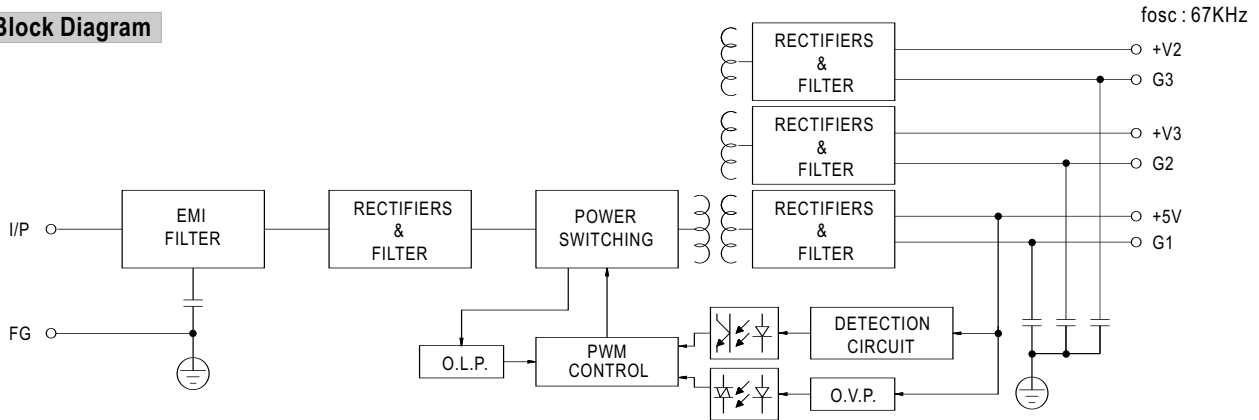 Block Diagram
fosc : 67KHz
RECTIFIERS
&
FILTER
+V2
G3
RECTIFIERS
&
FILTER
+V3
G2
I/P
EMI
FILTER
RECTIFIERS
&
FILTER
POWER
SWITCHING
RECTIFIERS
&
FILTER
+5V
G1
FG
O.L.P.
PWM
CONTROL
DETECTION
CIRCUIT
O.V.P.